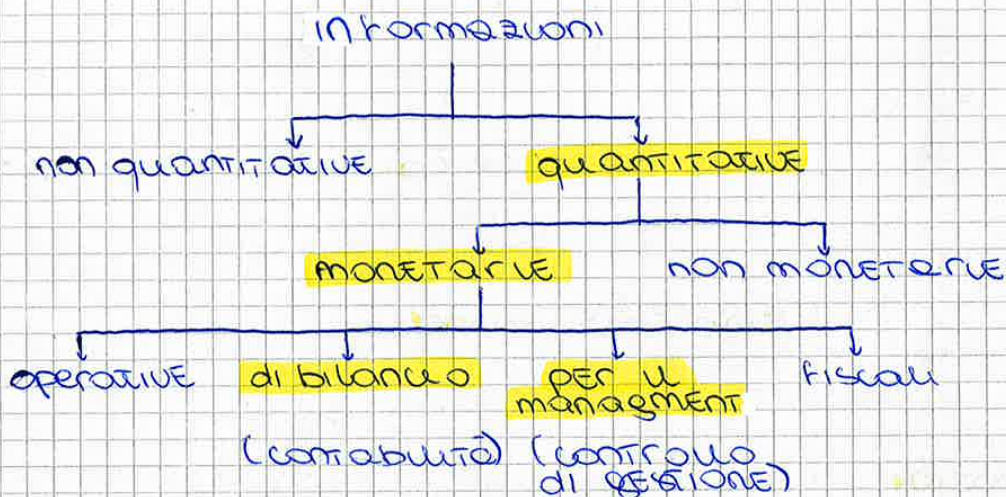 informazioni
non quantitative quantitative
monetarie non monetarie
operative di bilancio per il fiscali
managment
(contabilità) (controllo
di gestione)